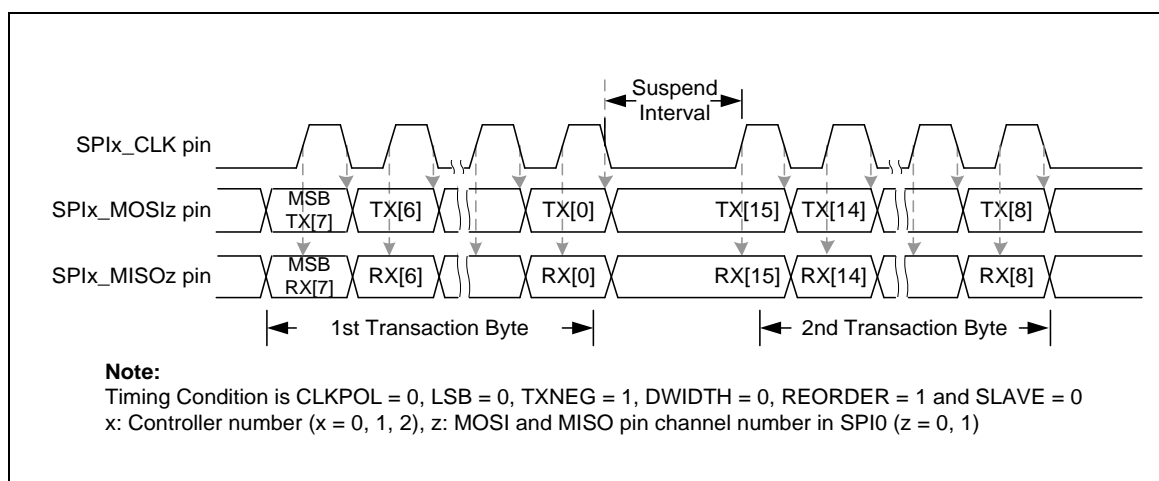 Suspend
Interval
SPIx_CLK pin
SPIx_MOSIz pin
MSB
TX[7]
TX[6]
TX[0]
TX[15]
TX[14]
TX[8]
SPIx_MISOz pin
MSB
RX[7]
RX[6]
RX[0]
RX[15]
RX[14]
RX[8]
1st Transaction Byte
2nd Transaction Byte
Note:
Timing Condition is CLKPOL = 0, LSB = 0, TXNEG = 1, DWIDTH = 0, REORDER = 1 and SLAVE = 0
x: Controller number (x = 0, 1, 2), z: MOSI and MISO pin channel number in SPI0 (z = 0, 1)